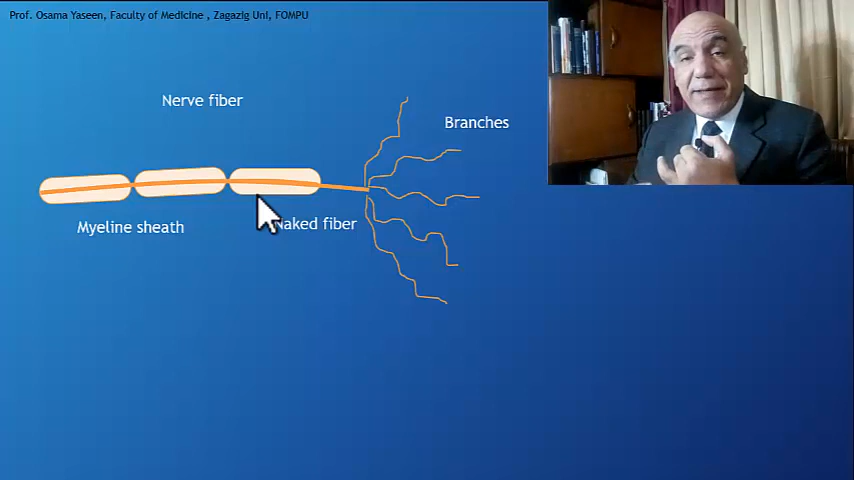 Prof. Osama Yaseen, Faculty of Medicine , Zagazig Uni, FOMPU
Nerve fiber
Branches
Myeline sheath
Naked fiber